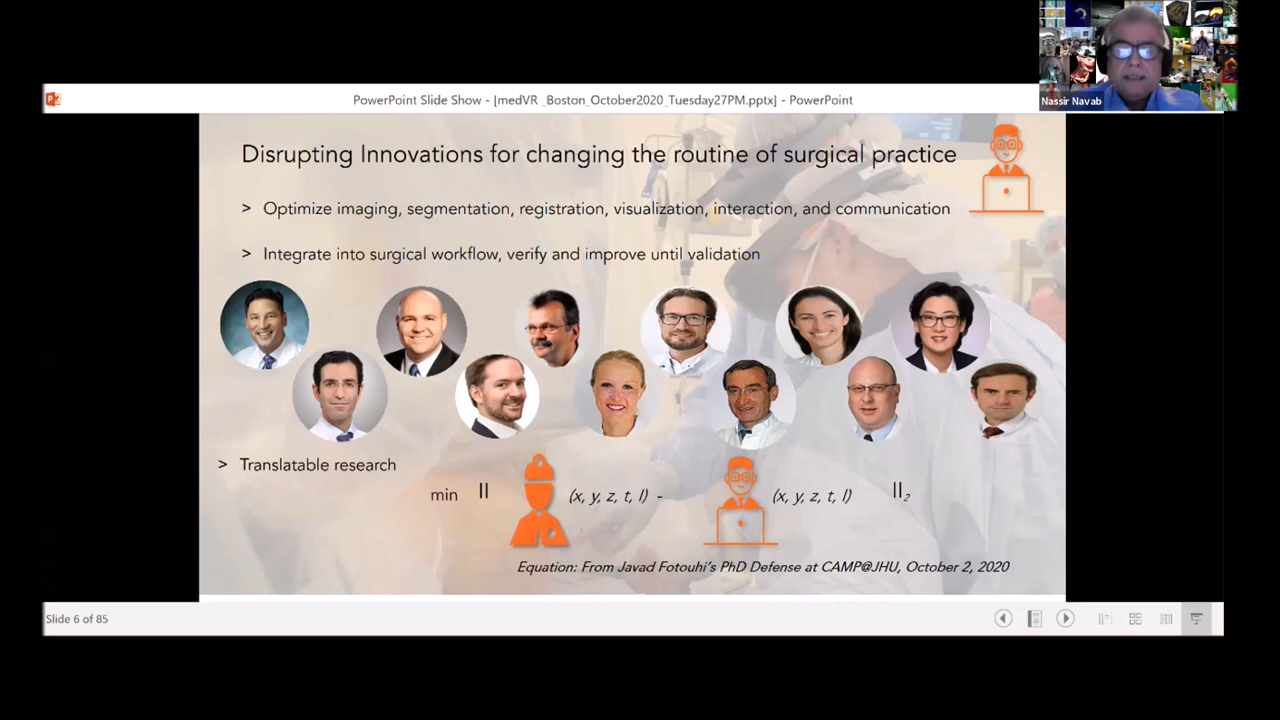 Nassir Navab
PowerPoint Slide Show - [medVR _Boston_October2020_Tuesday27PM.pptx] - PowerPoint
Disrupting Innovations for changing the routine of surgical practice
> Optimize imaging, segmentation, registration, visualization, interaction, and communication
> Integrate into surgical workflow, verify and improve until validation
> Translatable research
min || (x, y, z, t, l) - (x, y, z, t, l) ||₂
Equation: From Javad Fotouhi's PhD Defense at CAMP@JHU, October 2, 2020
Slide 6 of 85